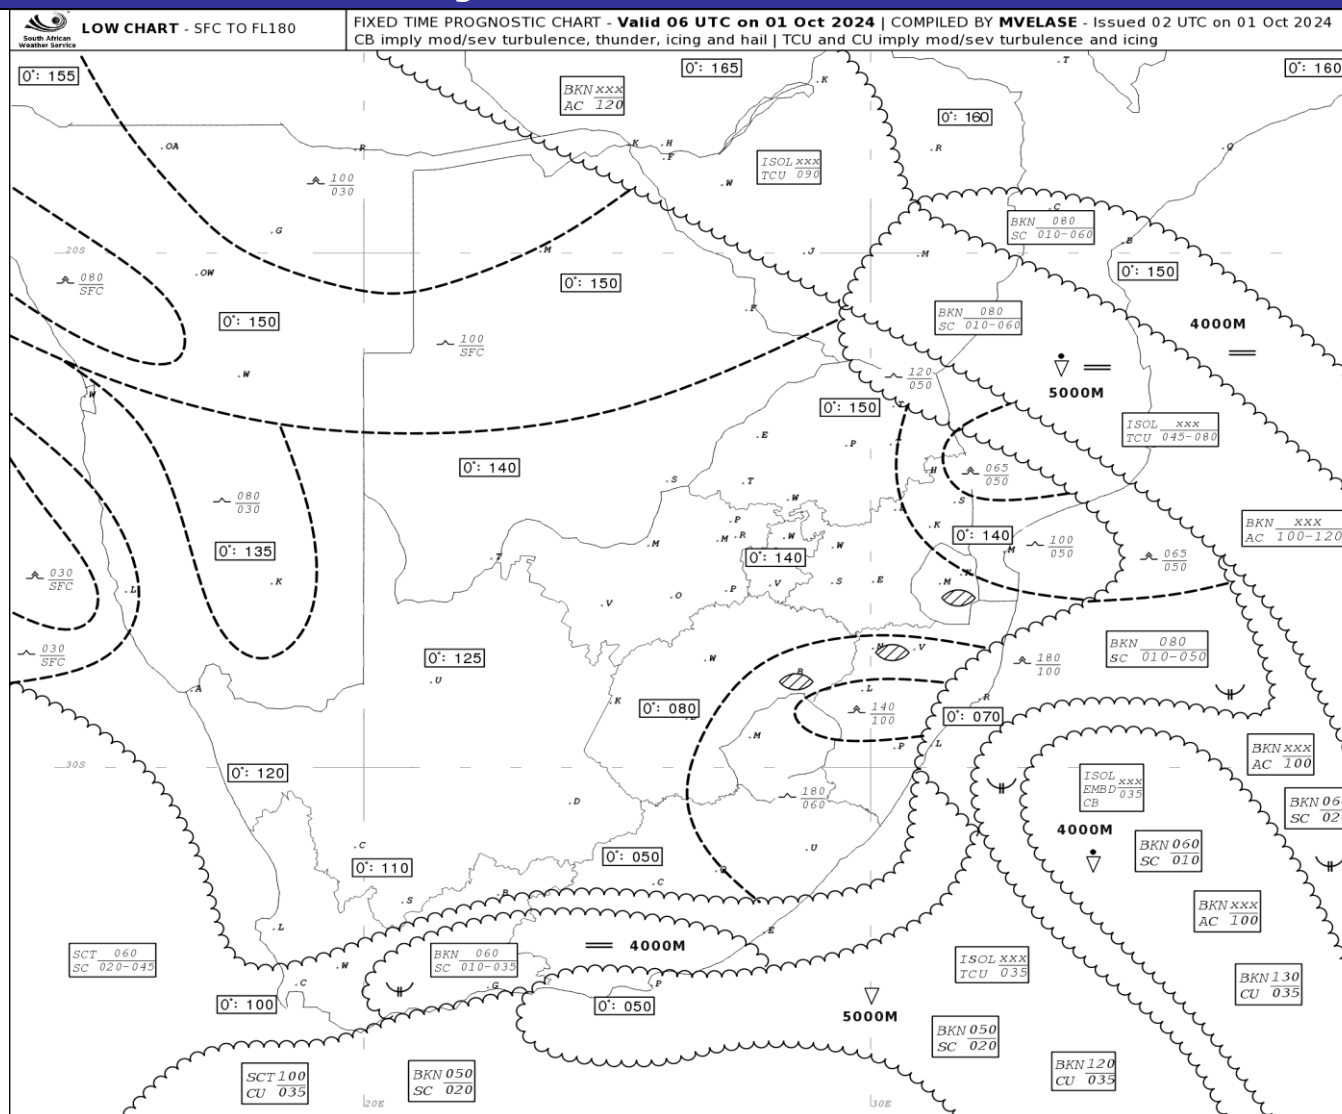 South African
Weather Service
LOW CHART - SFC TO FL180
FIXED TIME PROGNOSTIC CHART - Valid 06 UTC on 01 Oct 2024 | COMPILED BY MVELASE - Issued 02 UTC on 01 Oct 2024
CB imply mod/sev turbulence, thunder, icing and hail | TCU and CU imply mod/sev turbulence and icing
0°: 155
0°: 165
0°: 160
BKN xxx
AC 120
0°: 160
ISOL xxx
TCU 090
100
030
BKN 080
SC 010-060
20S
080
SFC
0°: 150
0°: 150
0°: 150
BKN 080
SC 010-060
4000M
100
SFC
5000M
120
050
0°: 150
ISOL xxx
TCU 045-080
0°: 140
065
050
080
030
0°: 135
0°: 140
0°: 140
100
050
065
050
BKN xxx
AC 100-120
030
SFC
030
SFC
0°: 125
180
100
BKN 080
SC 010-050
0°: 080
140
100
0°: 070
30S
0°: 120
BKN xxx
AC 100
ISOL xxx
EMBD 035
CB
180
060
4000M
BKN 060
SC 010
0°: 050
0°: 110
BKN xxx
AC 100
SCT 060
SC 020-045
BKN 060
SC 010-035
4000M
ISOL xxx
TCU 035
BKN 130
CU 035
0°: 100
0°: 050
5000M
BKN 050
SC 020
SCT 100
CU 035
BKN 050
SC 020
BKN 120
CU 035
20E
30E